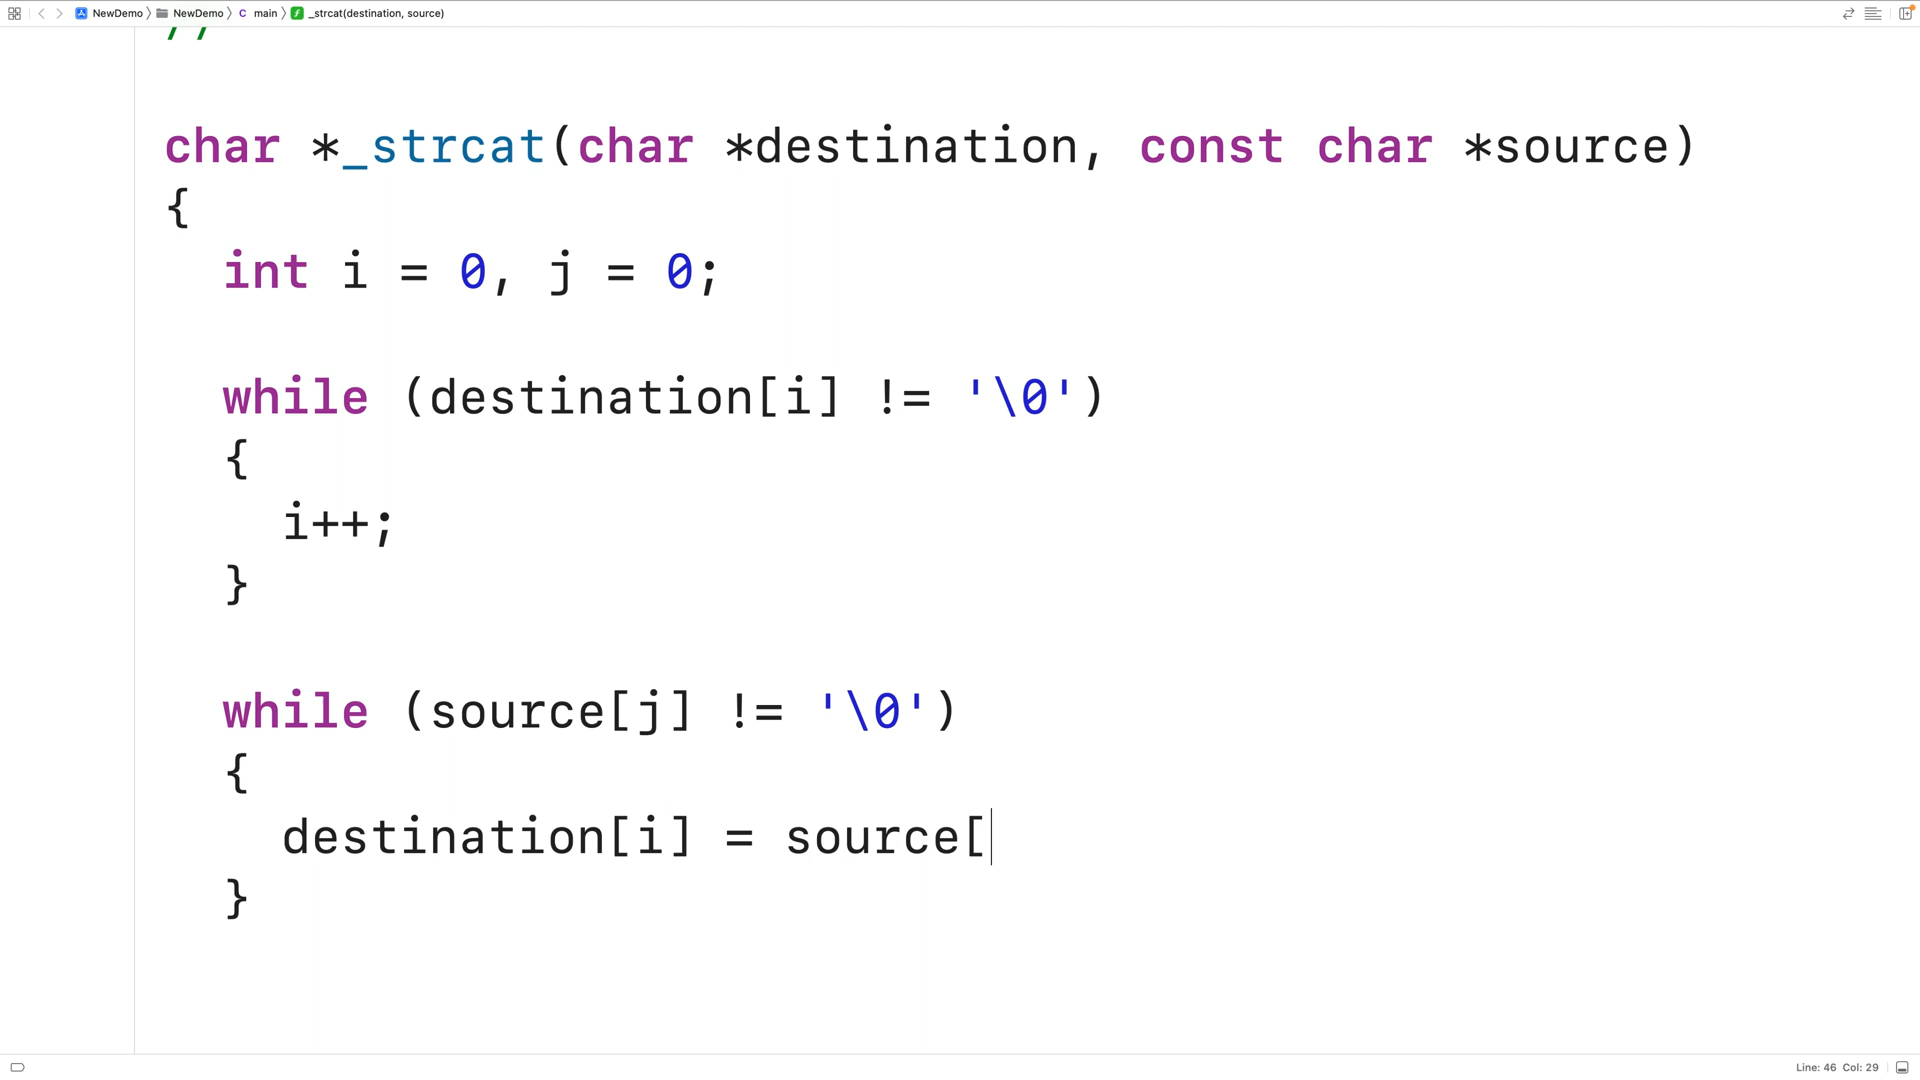 NewDemo 〉 NewDemo 〉 C main 〉 f _strcat(destination, source)
//
char *_strcat(char *destination, const char *source)
{
int i = 0, j = 0;
while (destination[i] != '\0')
{
i++;
}
while (source[j] != '\0')
{
destination[i] = source[
}
Line: 46 Col: 29